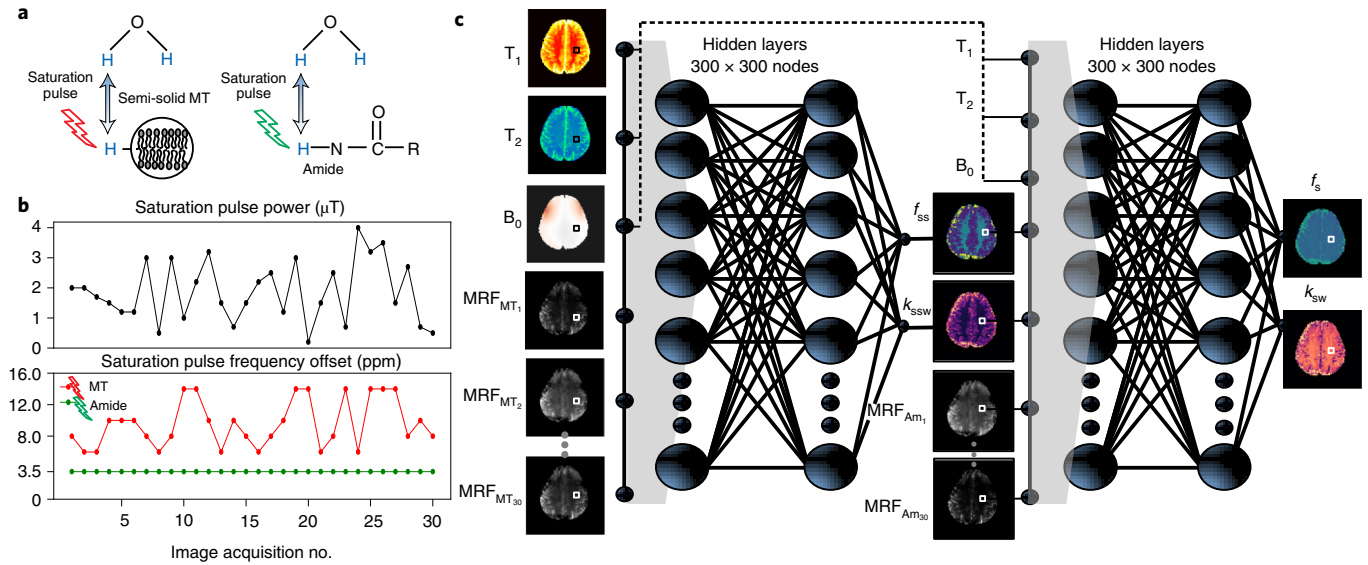 a
O
H H
Saturation
pulse
Semi-solid MT
H
O
H H
Saturation
pulse
O
H N C R
Amide
b
Saturation pulse power (μT)
4
3
2
1
0
Saturation pulse frequency offset (ppm)
16.0
12.0
8.0
3.5
0
MT
Amide
5 10 15 20 25 30
Image acquisition no.
c
T1
T2
B0
MRFMT1
MRFMT2
MRFMT30
Hidden layers
300 × 300 nodes
fss
kssw
T1
T2
B0
MRFAm1
MRFAm30
Hidden layers
300 × 300 nodes
fs
ksw